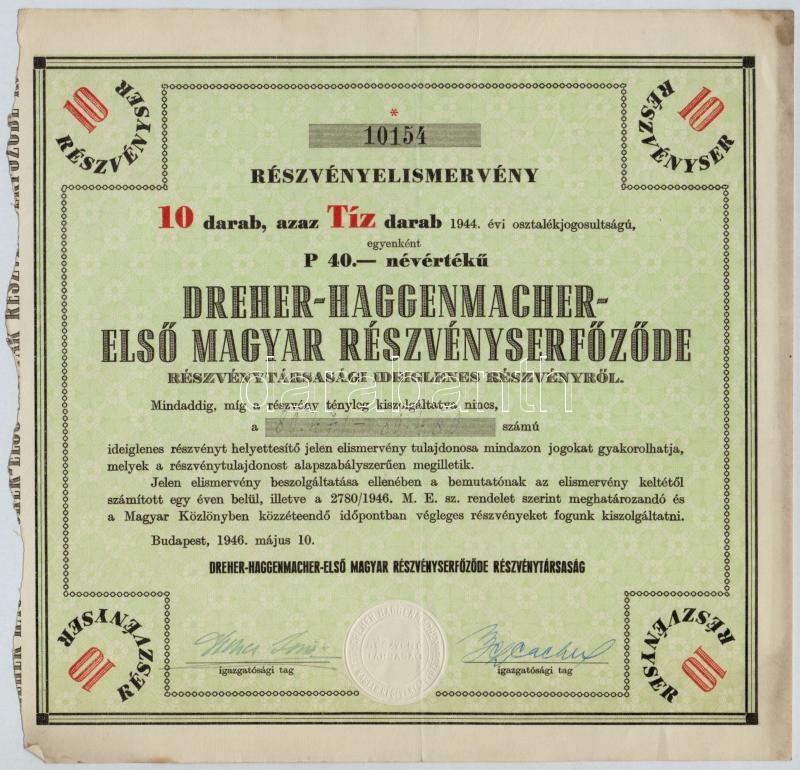 10 RÉSZVÉNYSER
10 RÉSZVÉNYSER
*
10154
RÉSZVÉNYELISMERVÉNY
10 darab, azaz Tíz darab 1944. évi osztalékjogosultságú,
egyenként
P 40.— névértékű
DREHER-HAGGENMACHER-
ELSŐ MAGYAR RÉSZVÉNYSERFŐZŐDE
RÉSZVÉNYTÁRSASÁGI IDEIGLENES RÉSZVÉNYRŐL.
darabanth
Mindaddig, míg a részvény tényleg kiszolgáltatva nincs,
a számú
ideiglenes részvényt helyettesítő jelen elismervény tulajdonosa mindazon jogokat gyakorolhatja,
melyek a részvénytulajdonost alapszabályszerűen megilletik.
Jelen elismervény beszolgáltatása ellenében a bemutatónak az elismervény keltétől
számított egy éven belül, illetve a 2780/1946. M. E. sz. rendelet szerint meghatározandó és
a Magyar Közlönyben közzéteendő időpontban végleges részvényeket fogunk kiszolgáltatni.
Budapest, 1946. május 10.
DREHER-HAGGENMACHER-ELSŐ MAGYAR RÉSZVÉNYSERFŐZŐDE RÉSZVÉNYTÁRSASÁG
igazgatósági tag
igazgatósági tag
10 RÉSZVÉNYSER
10 RÉSZVÉNYSER